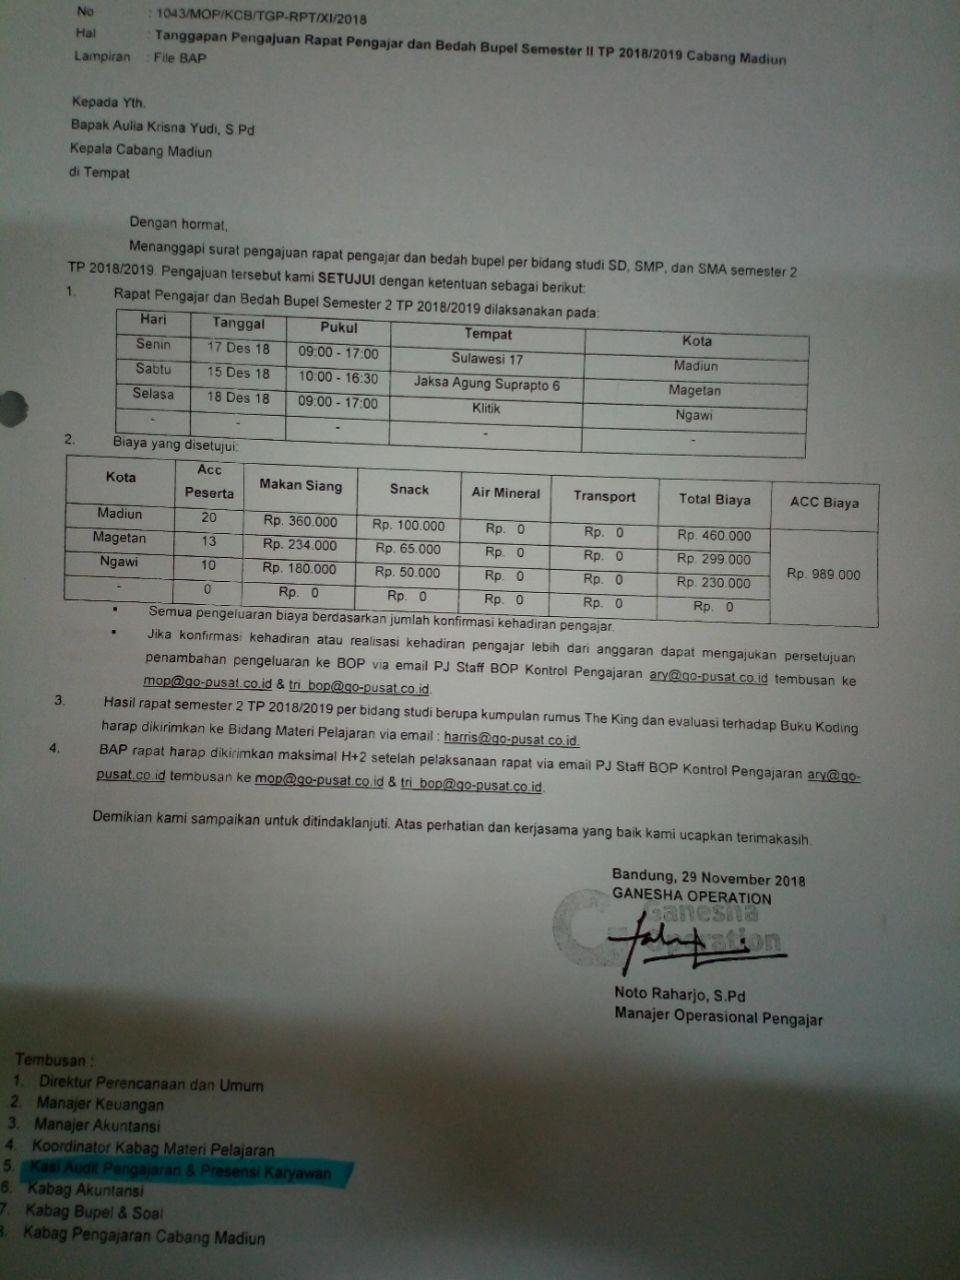 No : 1043/MOP/KCB/TGP-RPT/XI/2018
Hal : Tanggapan Pengajuan Rapat Pengajar dan Bedah Bupel Semester II TP 2018/2019 Cabang Madiun
Lampiran : File BAP
Kepada Yth.
Bapak Aulia Krisna Yudi, S.Pd
Kepala Cabang Madiun
di Tempat
Dengan hormat,
Menanggapi surat pengajuan rapat pengajar dan bedah bupel per bidang studi SD, SMP, dan SMA semester 2
TP 2018/2019. Pengajuan tersebut kami SETUJUI dengan ketentuan sebagai berikut:
1. Rapat Pengajar dan Bedah Bupel Semester 2 TP 2018/2019 dilaksanakan pada:
Hari Tanggal Pukul Tempat Kota
Senin 17 Des 18 09:00 - 17:00 Sulawesi 17 Madiun
Sabtu 15 Des 18 10:00 - 16:30 Jaksa Agung Suprapto 6 Magetan
Selasa 18 Des 18 09:00 - 17:00 Klitik Ngawi
- - - - -
2. Biaya yang disetujui:
Kota Acc Peserta Makan Siang Snack Air Mineral Transport Total Biaya ACC Biaya
Madiun 20 Rp. 360.000 Rp. 100.000 Rp. 0 Rp. 0 Rp. 460.000 Rp. 989.000
Magetan 13 Rp. 234.000 Rp. 65.000 Rp. 0 Rp. 0 Rp. 299.000
Ngawi 10 Rp. 180.000 Rp. 50.000 Rp. 0 Rp. 0 Rp. 230.000
- 0 Rp. 0 Rp. 0 Rp. 0 Rp. 0 Rp. 0
▪ Semua pengeluaran biaya berdasarkan jumlah konfirmasi kehadiran pengajar.
▪ Jika konfirmasi kehadiran atau realisasi kehadiran pengajar lebih dari anggaran dapat mengajukan persetujuan
penambahan pengeluaran ke BOP via email PJ Staff BOP Kontrol Pengajaran ary@go-pusat.co.id tembusan ke
mop@go-pusat.co.id & tri_bop@go-pusat.co.id.
3. Hasil rapat semester 2 TP 2018/2019 per bidang studi berupa kumpulan rumus The King dan evaluasi terhadap Buku Koding
harap dikirimkan ke Bidang Materi Pelajaran via email : harris@go-pusat.co.id.
4. BAP rapat harap dikirimkan maksimal H+2 setelah pelaksanaan rapat via email PJ Staff BOP Kontrol Pengajaran ary@go-
pusat.co.id tembusan ke mop@go-pusat.co.id & tri_bop@go-pusat.co.id.
Demikian kami sampaikan untuk ditindaklanjuti. Atas perhatian dan kerjasama yang baik kami ucapkan terimakasih.
Bandung, 29 November 2018
GANESHA OPERATION
Ganesha
Operation
Noto Raharjo, S.Pd
Manajer Operasional Pengajar
Tembusan :
1. Direktur Perencanaan dan Umum
2. Manajer Keuangan
3. Manajer Akuntansi
4. Koordinator Kabag Materi Pelajaran
5. Kasi Audit Pengajaran & Presensi Karyawan
6. Kabag Akuntansi
7. Kabag Bupel & Soal
8. Kabag Pengajaran Cabang Madiun